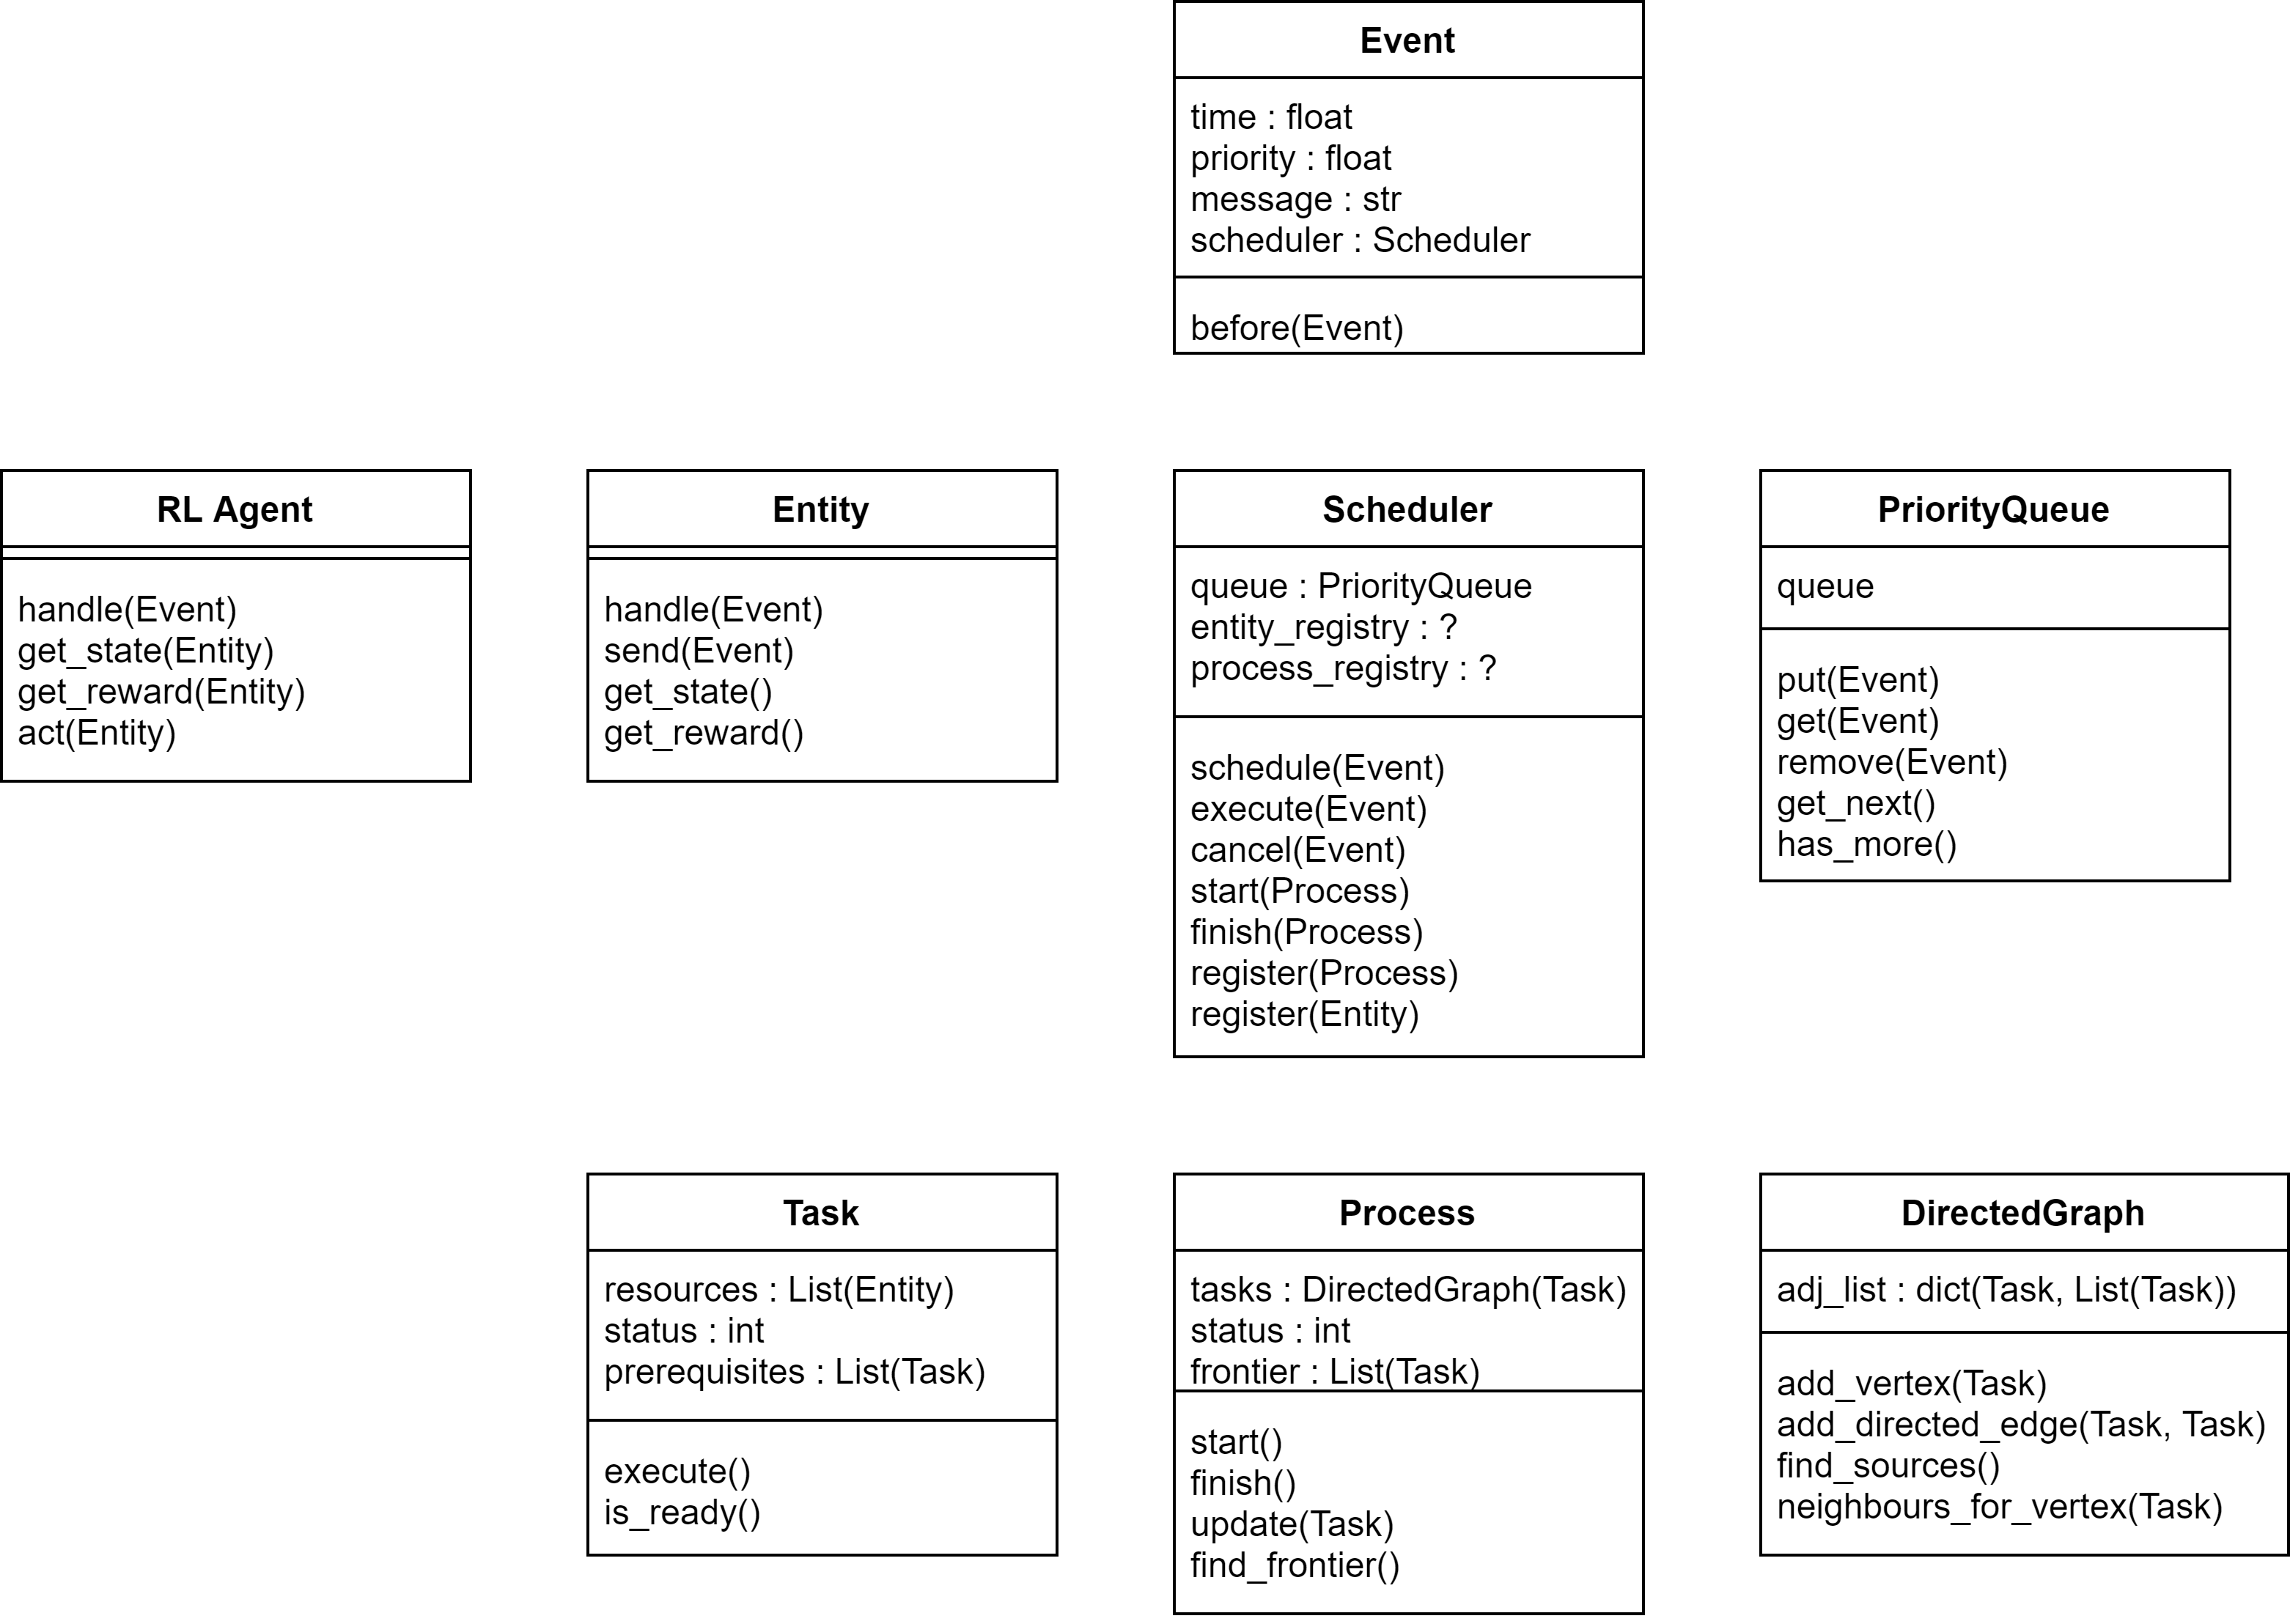 Event
time : float
priority : float
message : str
scheduler : Scheduler
before(Event)
RL Agent
handle(Event)
get_state(Entity)
get_reward(Entity)
act(Entity)
Entity
handle(Event)
send(Event)
get_state()
get_reward()
Scheduler
queue : PriorityQueue
entity_registry : ?
process_registry : ?
schedule(Event)
execute(Event)
cancel(Event)
start(Process)
finish(Process)
register(Process)
register(Entity)
PriorityQueue
queue
put(Event)
get(Event)
remove(Event)
get_next()
has_more()
Task
resources : List(Entity)
status : int
prerequisites : List(Task)
execute()
is_ready()
Process
tasks : DirectedGraph(Task)
status : int
frontier : List(Task)
start()
finish()
update(Task)
find_frontier()
DirectedGraph
adj_list : dict(Task, List(Task))
add_vertex(Task)
add_directed_edge(Task, Task)
find_sources()
neighbours_for_vertex(Task)